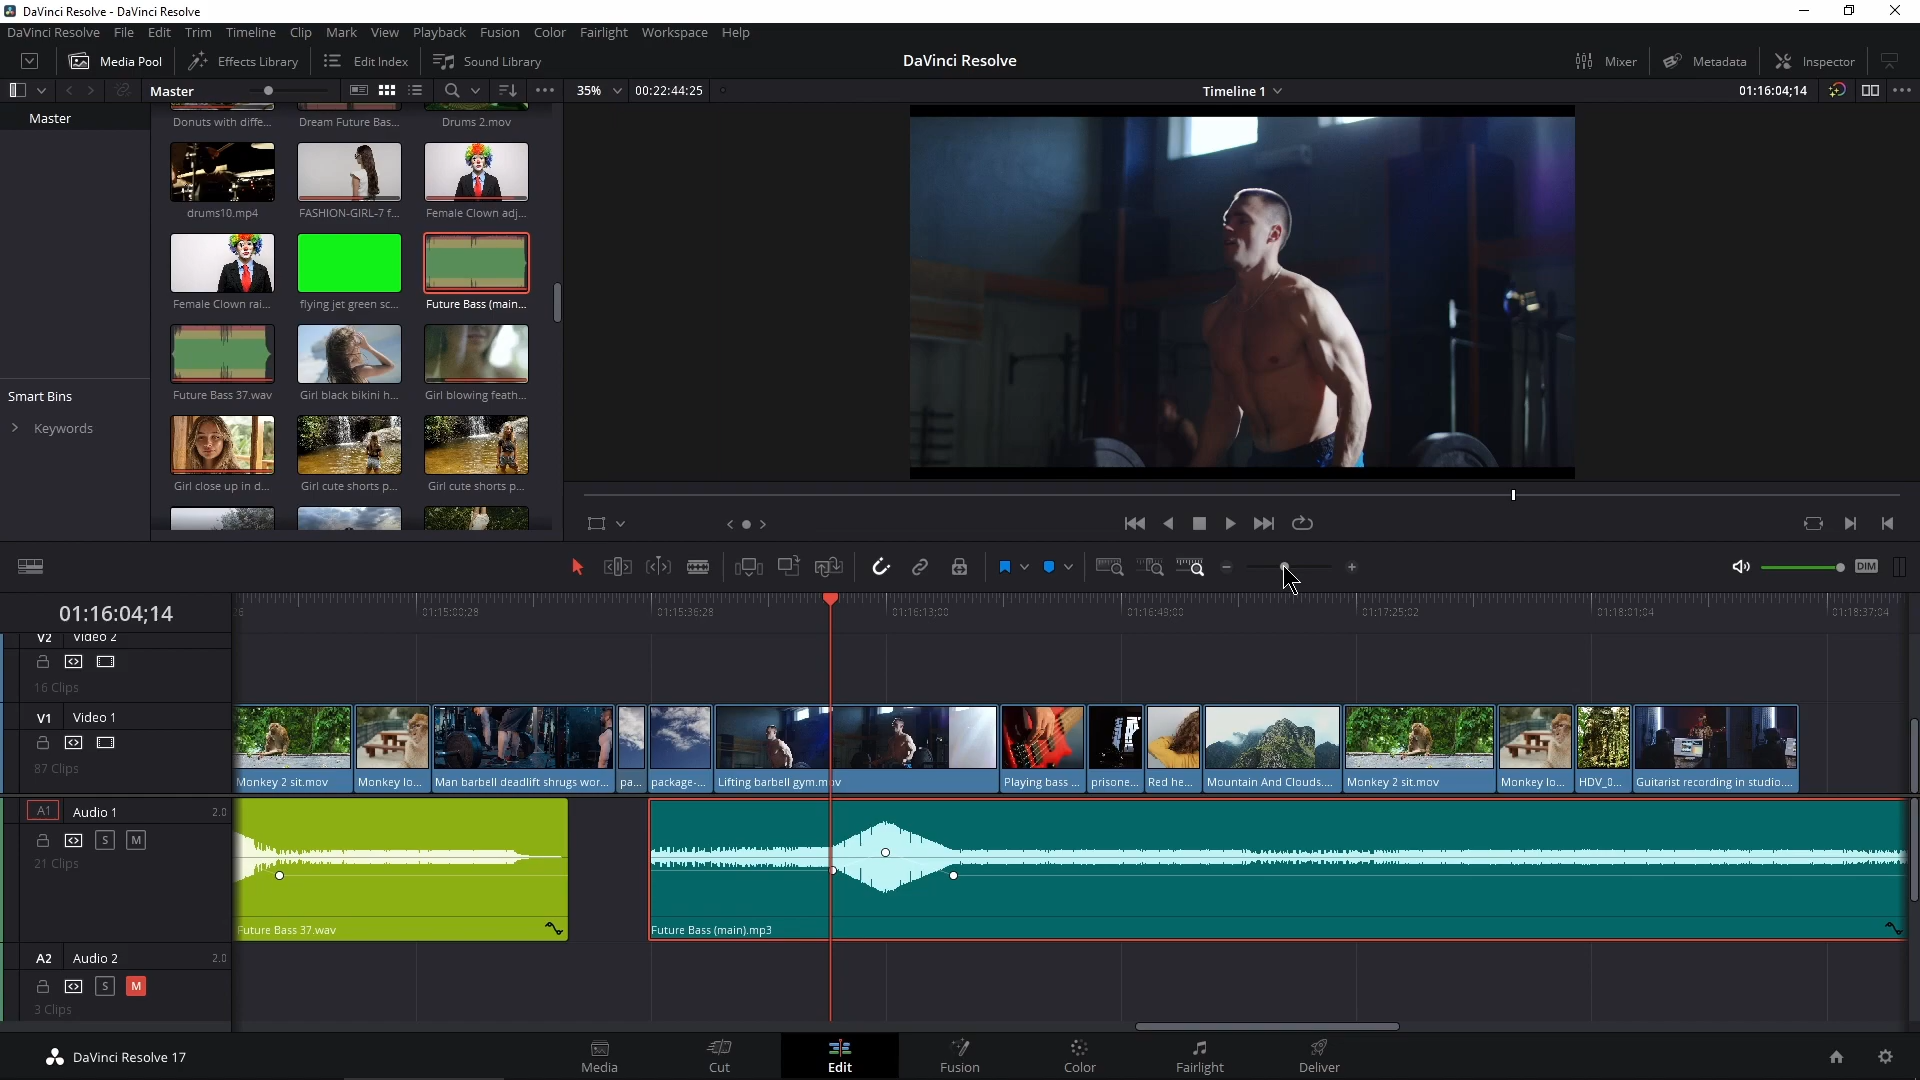 DaVinci Resolve - DaVinci Resolve
DaVinci Resolve File Edit Trim Timeline Clip Mark View Playback Fusion Color Fairlight Workspace Help
Media Pool Effects Library Edit Index Sound Library DaVinci Resolve Mixer Metadata Inspector
Master 35% 00:22:44:25 Timeline 1 01:16:04;14
Master
Donuts with diffe... Dream Future Bas... Drums 2.mov
drums10.mp4 FASHION-GIRL-7 f... Female Clown adj...
Female Clown rai... flying jet green sc... Future Bass (main...
Future Bass 37.wav Girl black bikini h... Girl blowing feath...
Smart Bins
Keywords
Girl close up in d... Girl cute shorts p... Girl cute shorts p...
DIM
01:16:04;14
01:15:00:28 01:15:36:28 01:16:13;00 01:16:49;00 01:17:25;02 01:18:01;04 01:18:37;04
V2 Video 2
16 Clips
V1 Video 1
87 Clips
Monkey 2 sit.mov Monkey lo... Man barbell deadlift shrugs wor... pa... package-... Lifting barbell gym.mov Playing bass ... prisone... Red he... Mountain And Clouds.... Monkey 2 sit.mov Monkey lo... HDV_0... Guitarist recording in studio....
A1 Audio 1 2.0
S M
21 Clips
Future Bass 37.wav Future Bass (main).mp3
A2 Audio 2 2.0
S M
3 Clips
DaVinci Resolve 17
Media Cut Edit Fusion Color Fairlight Deliver